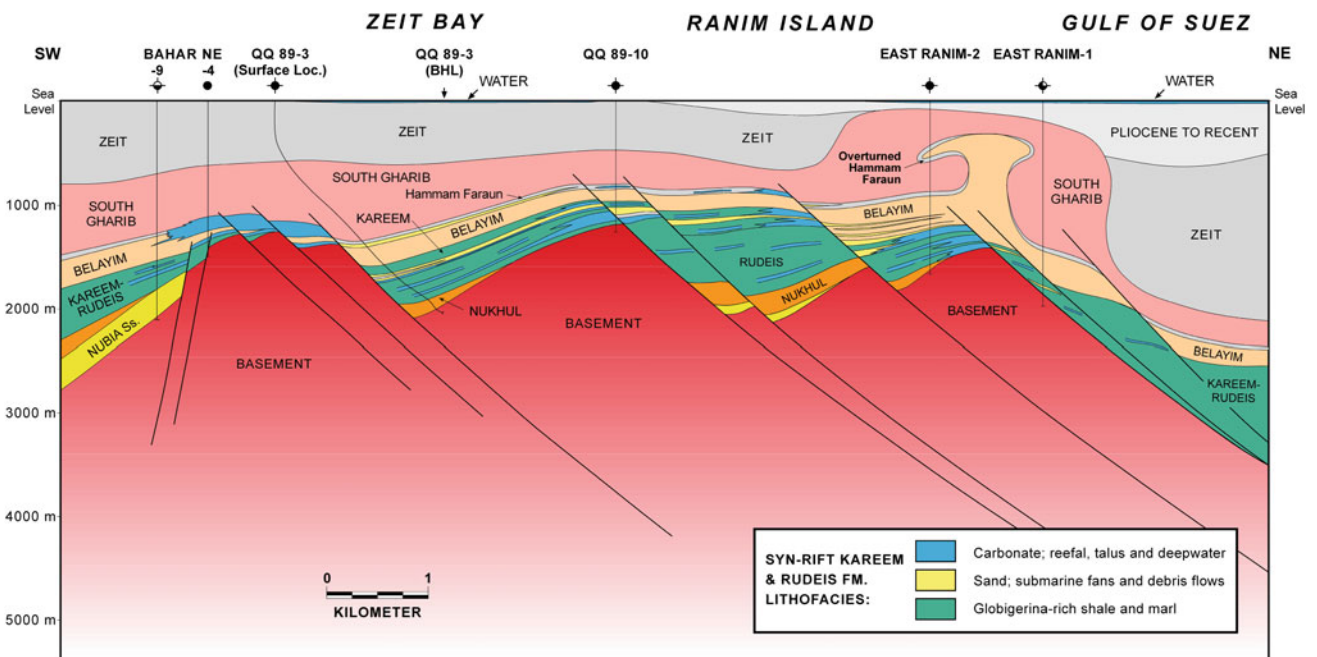 ZEIT BAY
RANIM ISLAND
GULF OF SUEZ
SW
BAHAR NE
-9
-4
QQ 89-3
(Surface Loc.)
QQ 89-3
(BHL)
QQ 89-10
EAST RANIM-2
EAST RANIM-1
NE
WATER
WATER
Sea
Level
Sea
Level
ZEIT
ZEIT
ZEIT
PLIOCENE TO RECENT
Overturned
Hammam
Faraun
SOUTH GHARIB
Hammam Faraun
SOUTH
GHARIB
SOUTH
GHARIB
1000 m
1000 m
KAREEM
BELAYIM
BELAYIM
ZEIT
BELAYIM
RUDEIS
KAREEM-
RUDEIS
NUKHUL
2000 m
2000 m
NUKHUL
NUBIA Ss.
BASEMENT
BASEMENT
BASEMENT
BELAYIM
KAREEM-
RUDEIS
3000 m
3000 m
4000 m
4000 m
5000 m
5000 m
0
1
KILOMETER
SYN-RIFT KAREEM
& RUDEIS FM.
LITHOFACIES:
Carbonate; reefal, talus and deepwater
Sand; submarine fans and debris flows
Globigerina-rich shale and marl